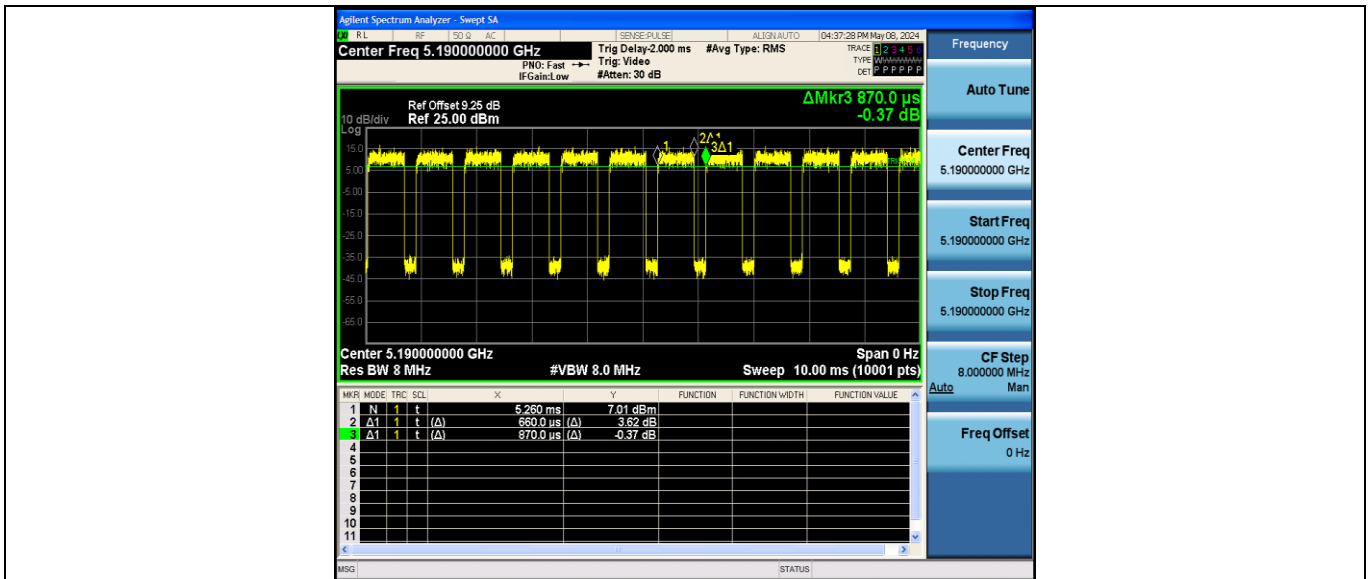 Agilent Spectrum Analyzer - Swept SA
RL RF 50 Ω AC SENSE:PULSE ALIGN AUTO 04:37:28 PM May 08, 2024
Center Freq 5.190000000 GHz
PNO: Fast
IFGain:Low
Trig Delay-2.000 ms
Trig: Video
#Atten: 30 dB
#Avg Type: RMS
TRACE 1 2 3 4 5 6
TYPE W
DET P P P P P P
Frequency
Auto Tune
Center Freq
5.190000000 GHz
Start Freq
5.190000000 GHz
Stop Freq
5.190000000 GHz
CF Step
8.000000 MHz
Auto Man
Freq Offset
0 Hz
ΔMkr3 870.0 µs
-0.37 dB
Ref Offset 9.25 dB
10 dB/div Ref 25.00 dBm
Log
15.0
5.00
-5.00
-15.0
-25.0
-35.0
-45.0
-55.0
-65.0
1
2Δ1
3Δ1
Center 5.190000000 GHz Span 0 Hz
Res BW 8 MHz #VBW 8.0 MHz Sweep 10.00 ms (10001 pts)
MKR MODE TRC SCL X Y FUNCTION FUNCTION WIDTH FUNCTION VALUE
1 N 1 t 5.260 ms 7.01 dBm
2 Δ1 1 t (Δ) 660.0 µs (Δ) 3.62 dB
3 Δ1 1 t (Δ) 870.0 µs (Δ) -0.37 dB
4
5
6
7
8
9
10
11
MSG STATUS